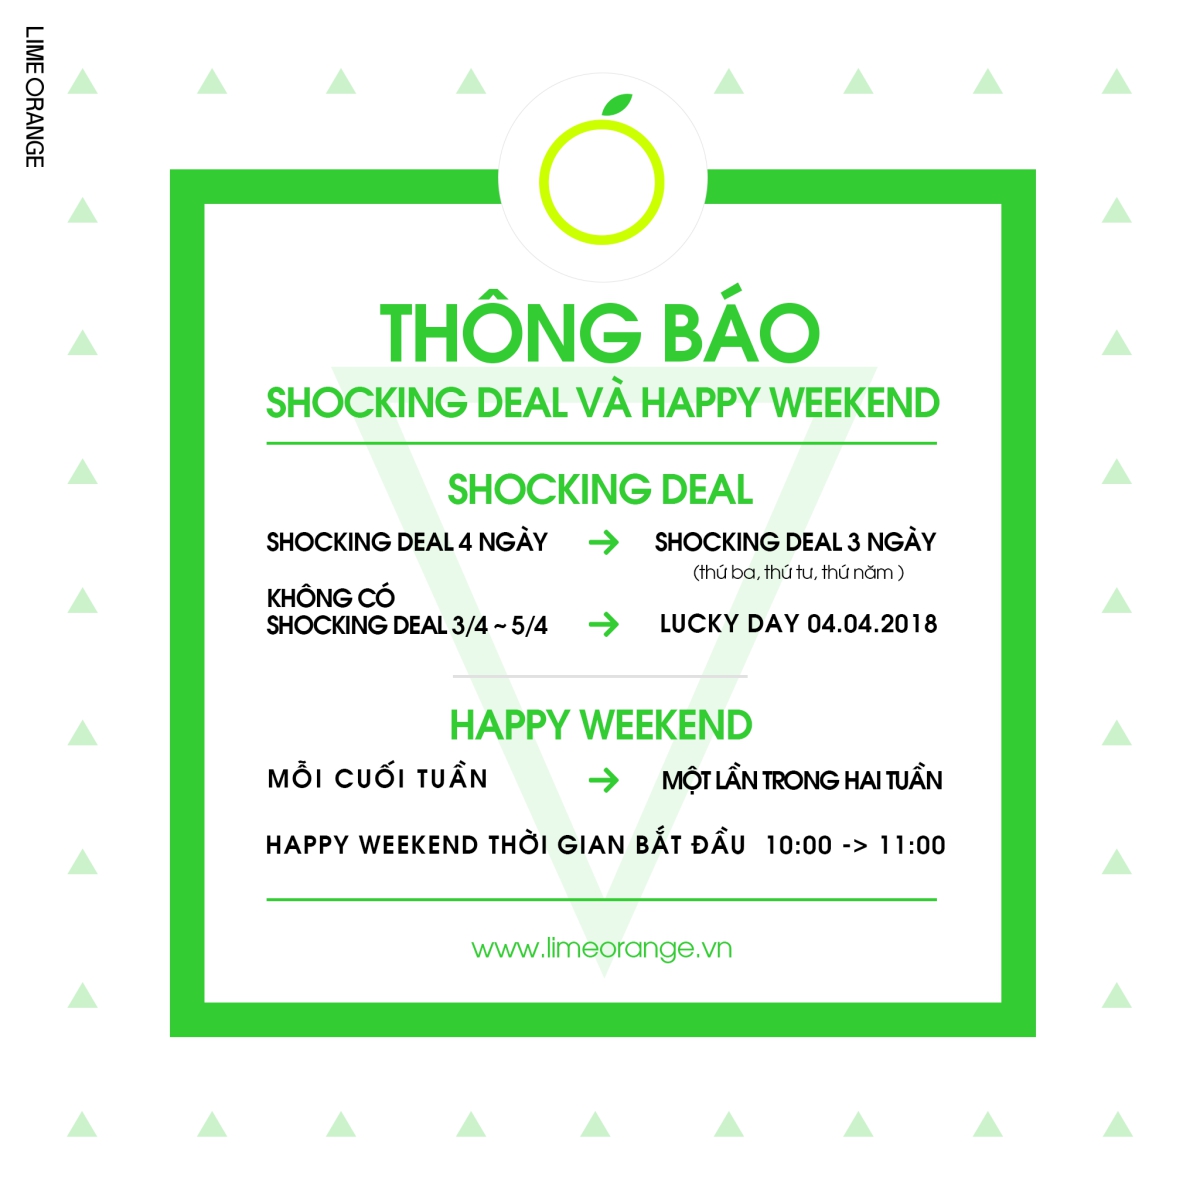 LIME ORANGE
THÔNG BÁO
SHOCKING DEAL VÀ HAPPY WEEKEND
SHOCKING DEAL
SHOCKING DEAL 4 NGÀY → SHOCKING DEAL 3 NGÀY
(thứ ba, thứ tư, thứ năm )
KHÔNG CÓ
SHOCKING DEAL 3/4 ~ 5/4 → LUCKY DAY 04.04.2018
HAPPY WEEKEND
MỖI CUỐI TUẦN → MỘT LẦN TRONG HAI TUẦN
HAPPY WEEKEND THỜI GIAN BẮT ĐẦU 10:00 -> 11:00
www.limeorange.vn